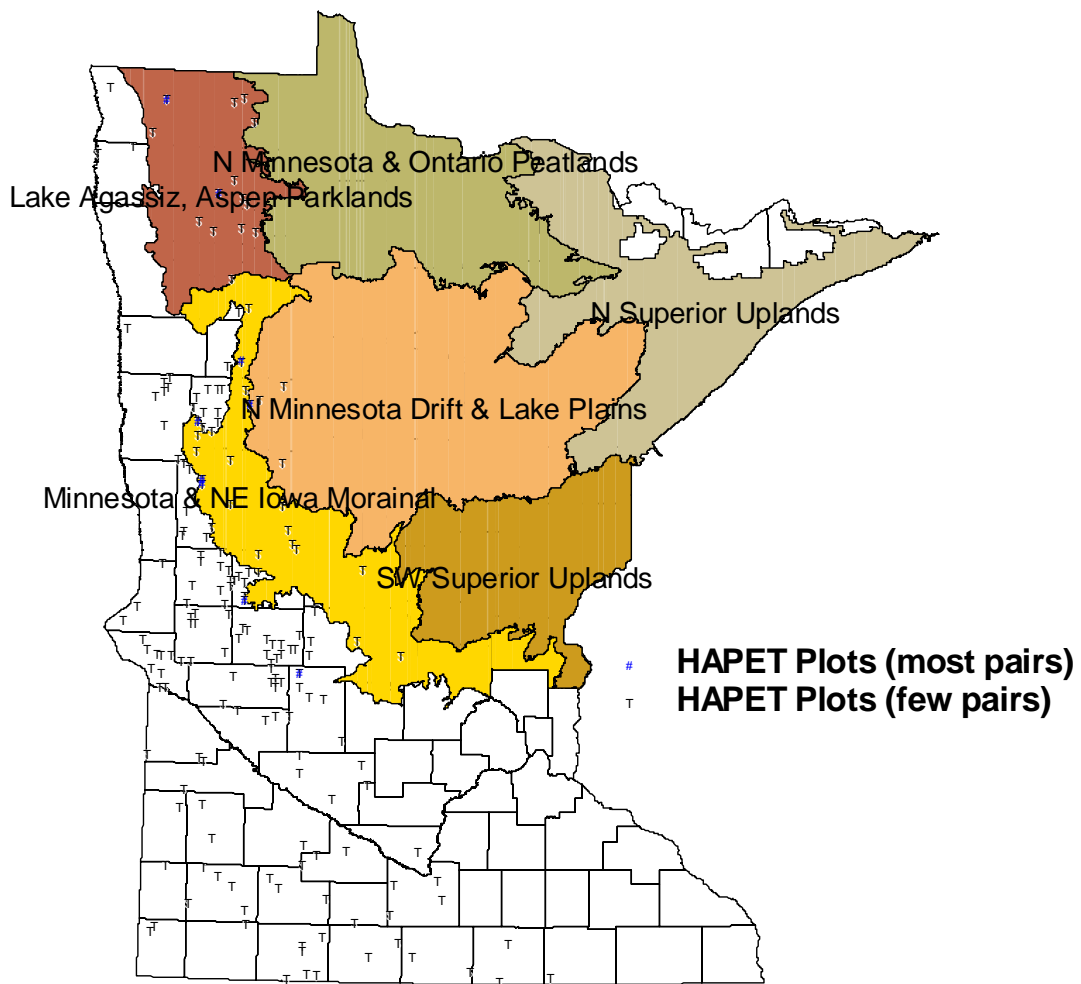 N Minnesota & Ontario Peatlands
Lake Agassiz, Aspen Parklands
N Superior Uplands
N Minnesota Drift & Lake Plains
Minnesota & NE Iowa Morainal
SW Superior Uplands
# HAPET Plots (most pairs)
T HAPET Plots (few pairs)